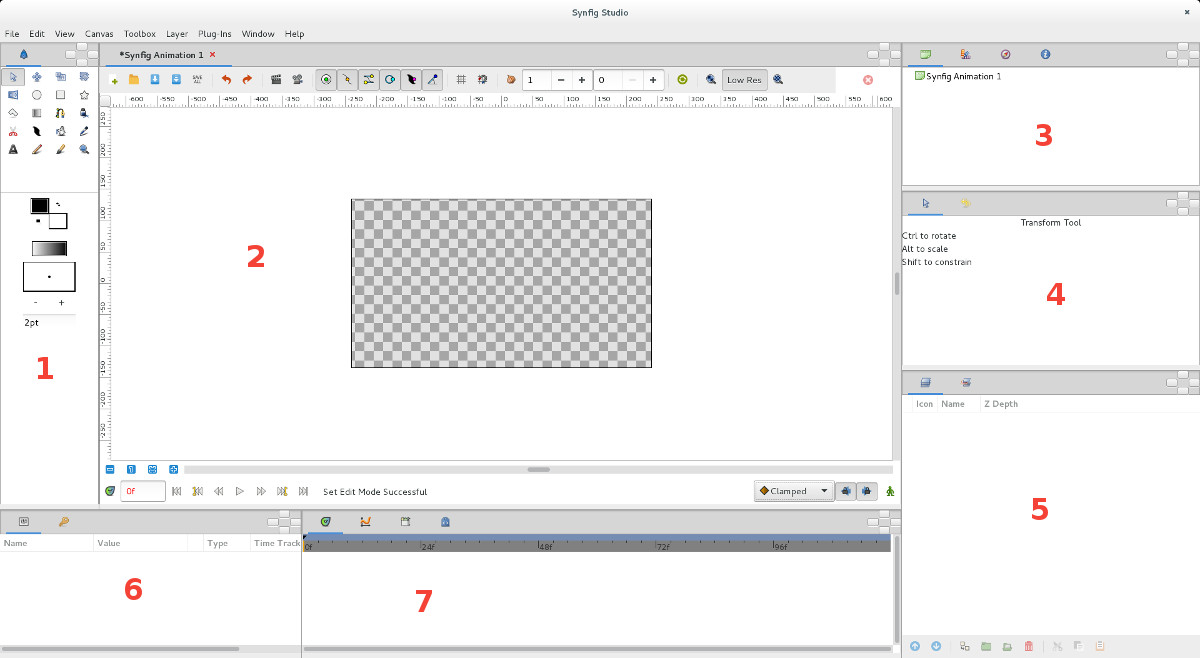 Synfig Studio
File Edit View Canvas Toolbox Layer Plug-Ins Window Help
*Synfig Animation 1
SAVE ALL
1 0 Low Res
-600 -550 -500 -450 -400 -350 -300 -250 -200 -150 -100 -50 0 50 100 150 200 250 300 350 400 450 500 550 600
250
200
150
100
50
0
-50
-100
-150
-200
-250
2pt
1
2
Synfig Animation 1
3
Transform Tool
Ctrl to rotate
Alt to scale
Shift to constrain
4
Icon Name Z Depth
5
0f Set Edit Mode Successful Clamped
Name Value Type Time Track
6
0f 24f 48f 72f 96f
7